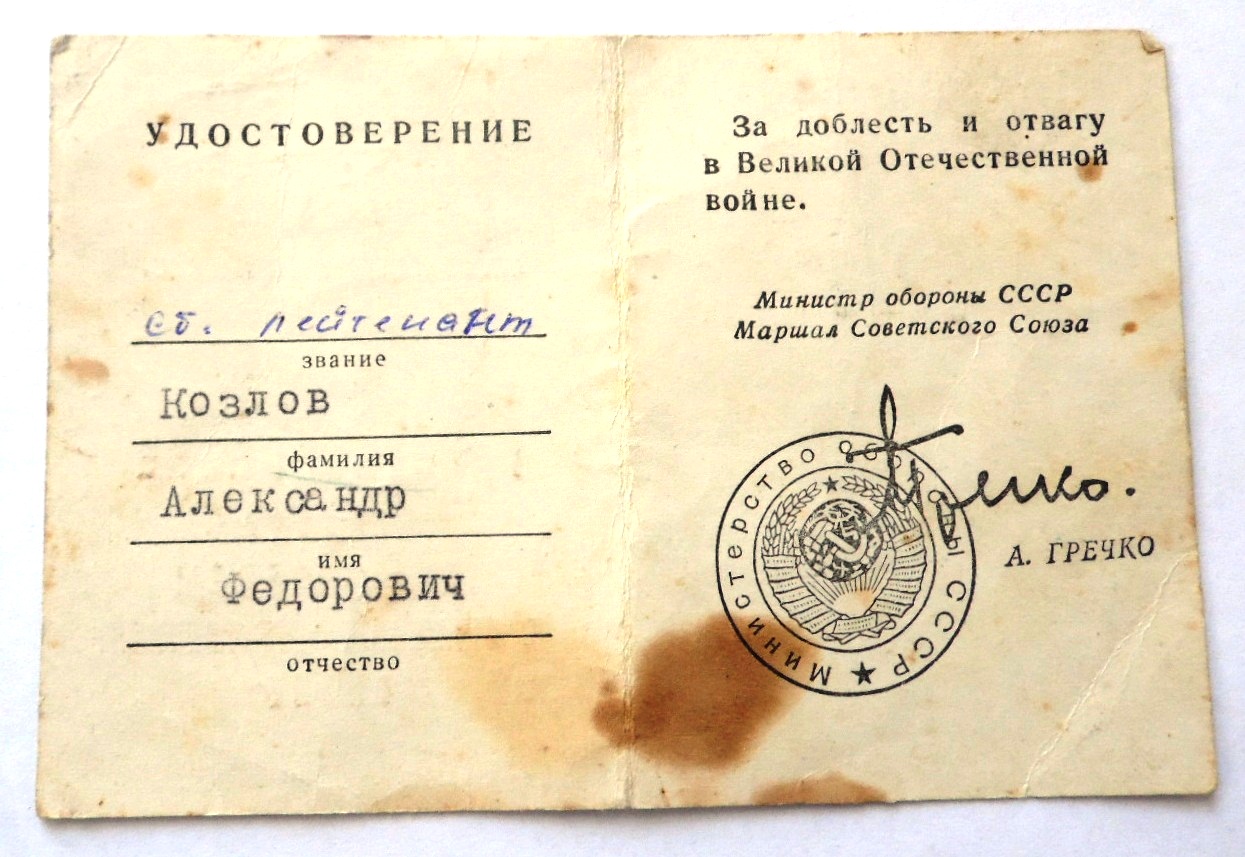 УДОСТОВЕРЕНИЕ
ст. лейтенант
звание
Козлов
фамилия
Александр
имя
Федорович
отчество
За доблесть и отвагу
в Великой Отечественной
войне.
Министр обороны СССР
Маршал Советского Союза
А Гречко.
А. ГРЕЧКО
МИНИСТЕРСТВО ОБОРОНЫ СССР